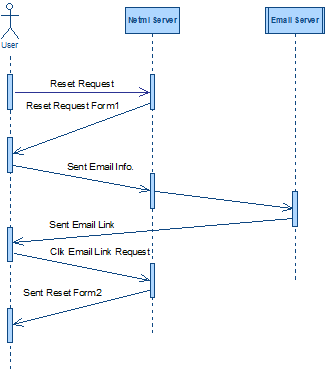 Netmi Server
Email Server
User
Reset Request
Reset Request Form1
Sent Email Info.
Sent Email Link
Clk Email Link Request
Sent Reset Form2